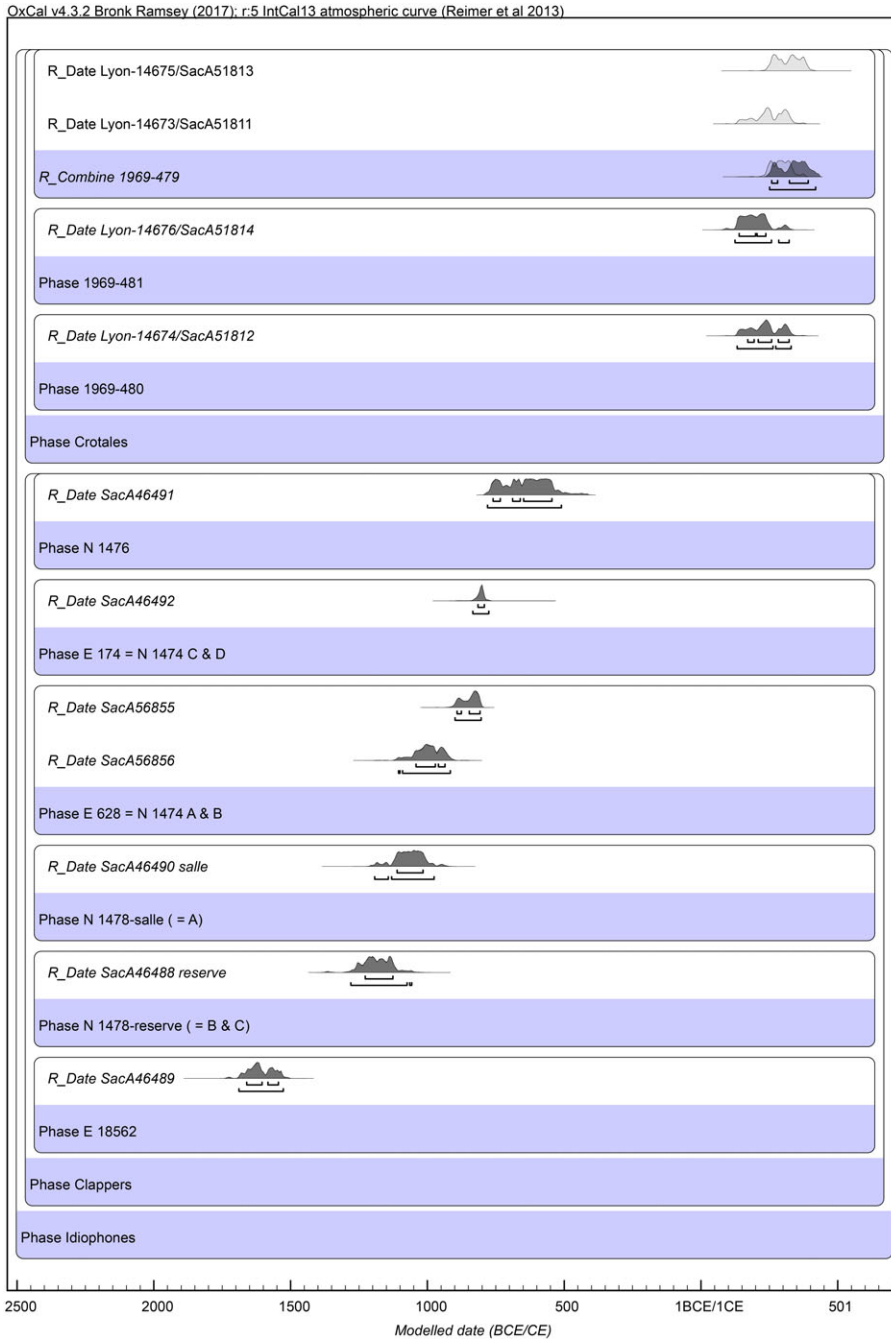 OxCal v4.3.2 Bronk Ramsey (2017); r:5 IntCal13 atmospheric curve (Reimer et al 2013)
R_Date Lyon-14675/SacA51813
R_Date Lyon-14673/SacA51811
R_Combine 1969-479
R_Date Lyon-14676/SacA51814
Phase 1969-481
R_Date Lyon-14674/SacA51812
Phase 1969-480
Phase Crotales
R_Date SacA46491
Phase N 1476
R_Date SacA46492
Phase E 174 = N 1474 C & D
R_Date SacA56855
R_Date SacA56856
Phase E 628 = N 1474 A & B
R_Date SacA46490 salle
Phase N 1478-salle ( = A)
R_Date SacA46488 reserve
Phase N 1478-reserve ( = B & C)
R_Date SacA46489
Phase E 18562
Phase Clappers
Phase Idiophones
2500 2000 1500 1000 500 1BCE/1CE 501
Modelled date (BCE/CE)